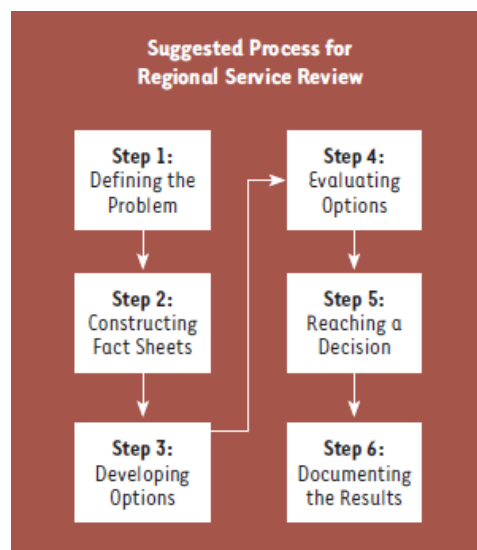 Suggested Process for
Regional Service Review
Step 1:
Defining the
Problem
Step 2:
Constructing
Fact Sheets
Step 3:
Developing
Options
Step 4:
Evaluating
Options
Step 5:
Reaching a
Decision
Step 6:
Documenting
the Results